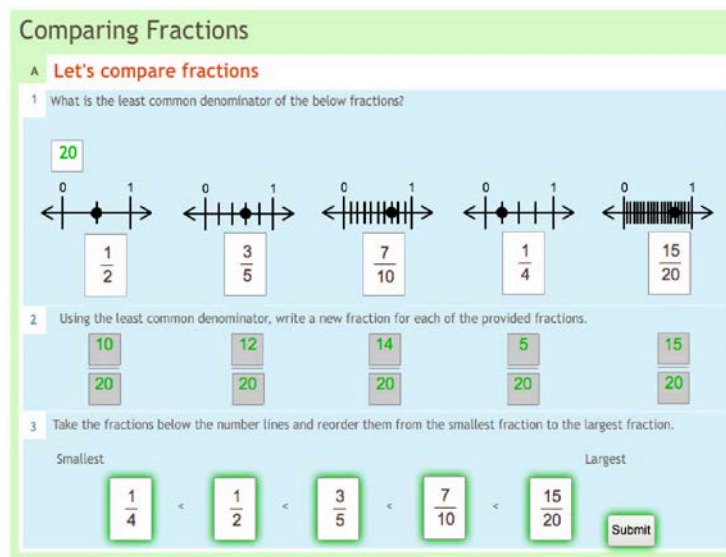 Comparing Fractions
A Let's compare fractions
1 What is the least common denominator of the below fractions?
20
0 1 0 1 0 1 0 1 0 1
1/2 3/5 7/10 1/4 15/20
2 Using the least common denominator, write a new fraction for each of the provided fractions.
10 12 14 5 15
20 20 20 20 20
3 Take the fractions below the number lines and reorder them from the smallest fraction to the largest fraction.
Smallest Largest
1/4 < 1/2 < 3/5 < 7/10 < 15/20
Submit